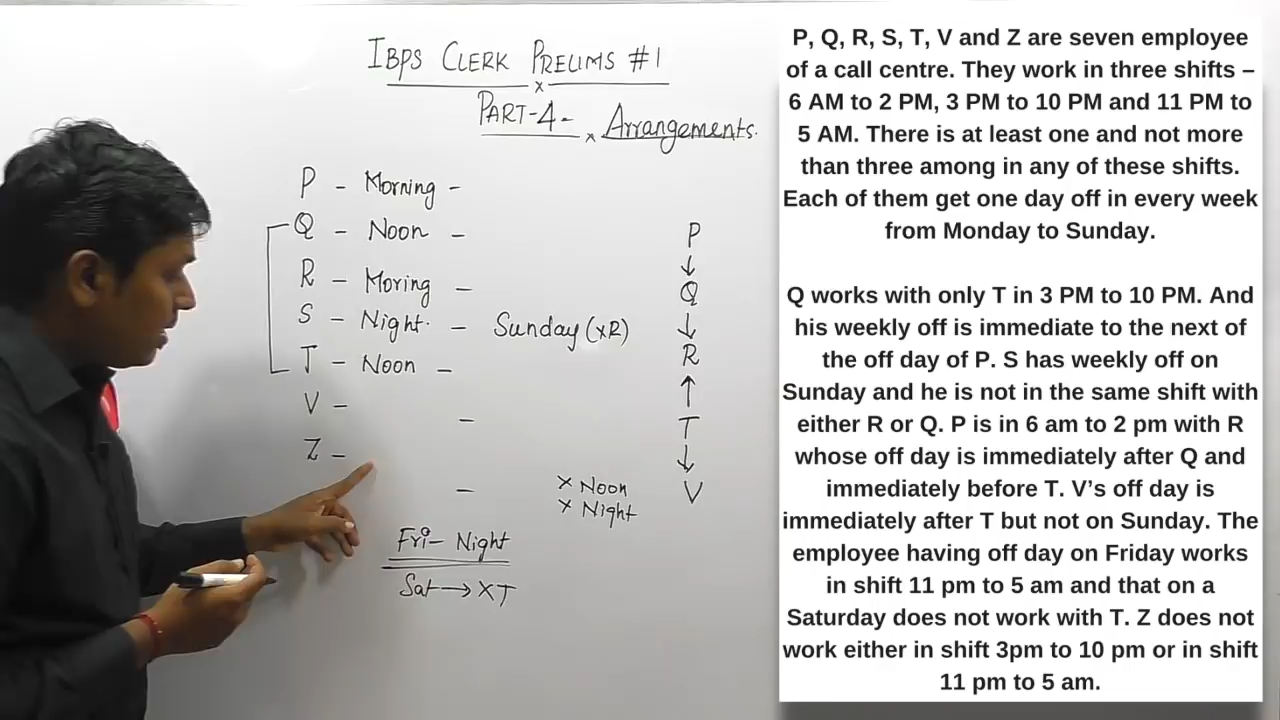 IBPS CLERK PRELIMS #1
x
PART-4-
x Arrangements.
P - Morning -
Q - Noon -
R - Moring -
S - Night. - Sunday (xR)
T - Noon -
V - -
Z - -
P
↓
Q
↓
R
↑
T
↓
V
x Noon
x Night
Fri- Night
Sat → XT
P, Q, R, S, T, V and Z are seven employee
of a call centre. They work in three shifts –
6 AM to 2 PM, 3 PM to 10 PM and 11 PM to
5 AM. There is at least one and not more
than three among in any of these shifts.
Each of them get one day off in every week
from Monday to Sunday.
Q works with only T in 3 PM to 10 PM. And
his weekly off is immediate to the next of
the off day of P. S has weekly off on
Sunday and he is not in the same shift with
either R or Q. P is in 6 am to 2 pm with R
whose off day is immediately after Q and
immediately before T. V’s off day is
immediately after T but not on Sunday. The
employee having off day on Friday works
in shift 11 pm to 5 am and that on a
Saturday does not work with T. Z does not
work either in shift 3pm to 10 pm or in shift
11 pm to 5 am.